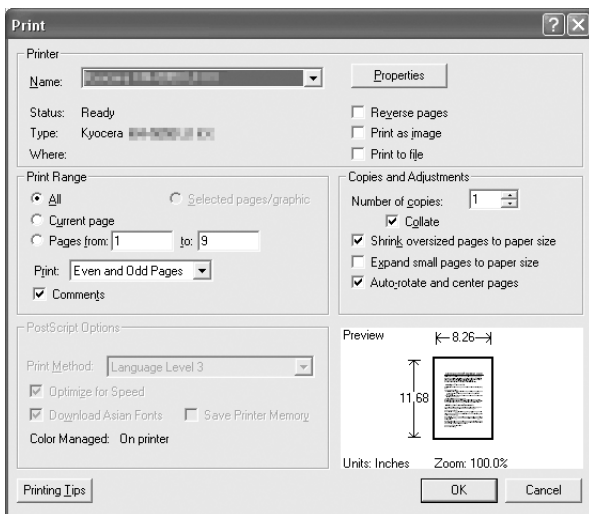 Print
Printer
Name:
Properties
Status: Ready
Type: Kyocera
Where:
Reverse pages
Print as image
Print to file
Print Range
All
Selected pages/graphic
Current page
Pages from: 1 to: 9
Print: Even and Odd Pages
Comments
Copies and Adjustments
Number of copies: 1
Collate
Shrink oversized pages to paper size
Expand small pages to paper size
Auto-rotate and center pages
PostScript Options
Print Method: Language Level 3
Optimize for Speed
Download Asian Fonts
Save Printer Memory
Color Managed: On printer
Preview
8.26
11.68
Units: Inches Zoom: 100.0%
Printing Tips
OK
Cancel